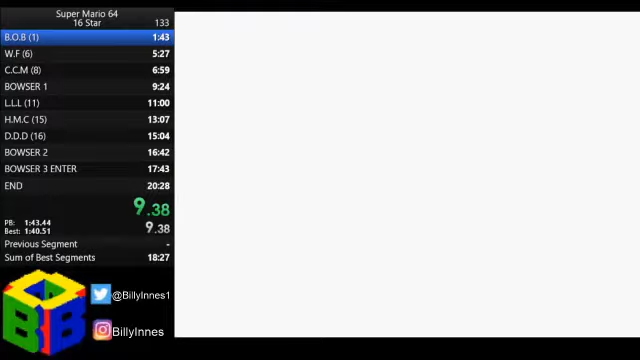 Super Mario 64
16 Star 133
B.O.B (1) 1:43
W.F (6) 5:27
C.C.M (8) 6:59
BOWSER 1 9:24
L.L.L (11) 11:00
H.M.C (15) 13:07
D.D.D (16) 15:04
BOWSER 2 16:42
BOWSER 3 ENTER 17:43
END 20:28
9.38
PB: 1:43.44
Best: 1:40.51 9.38
Previous Segment -
Sum of Best Segments 18:27
@BillyInnes1
BillyInnes